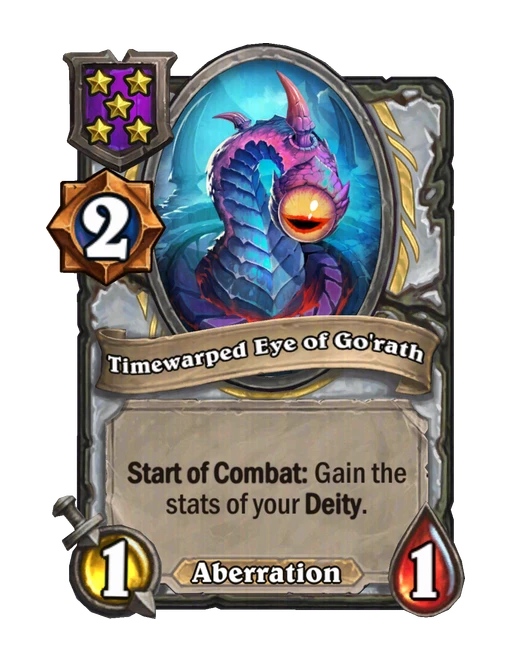 2
Timewarped Eye of Go'rath
Start of Combat: Gain the
stats of your Deity.
1
Aberration
1